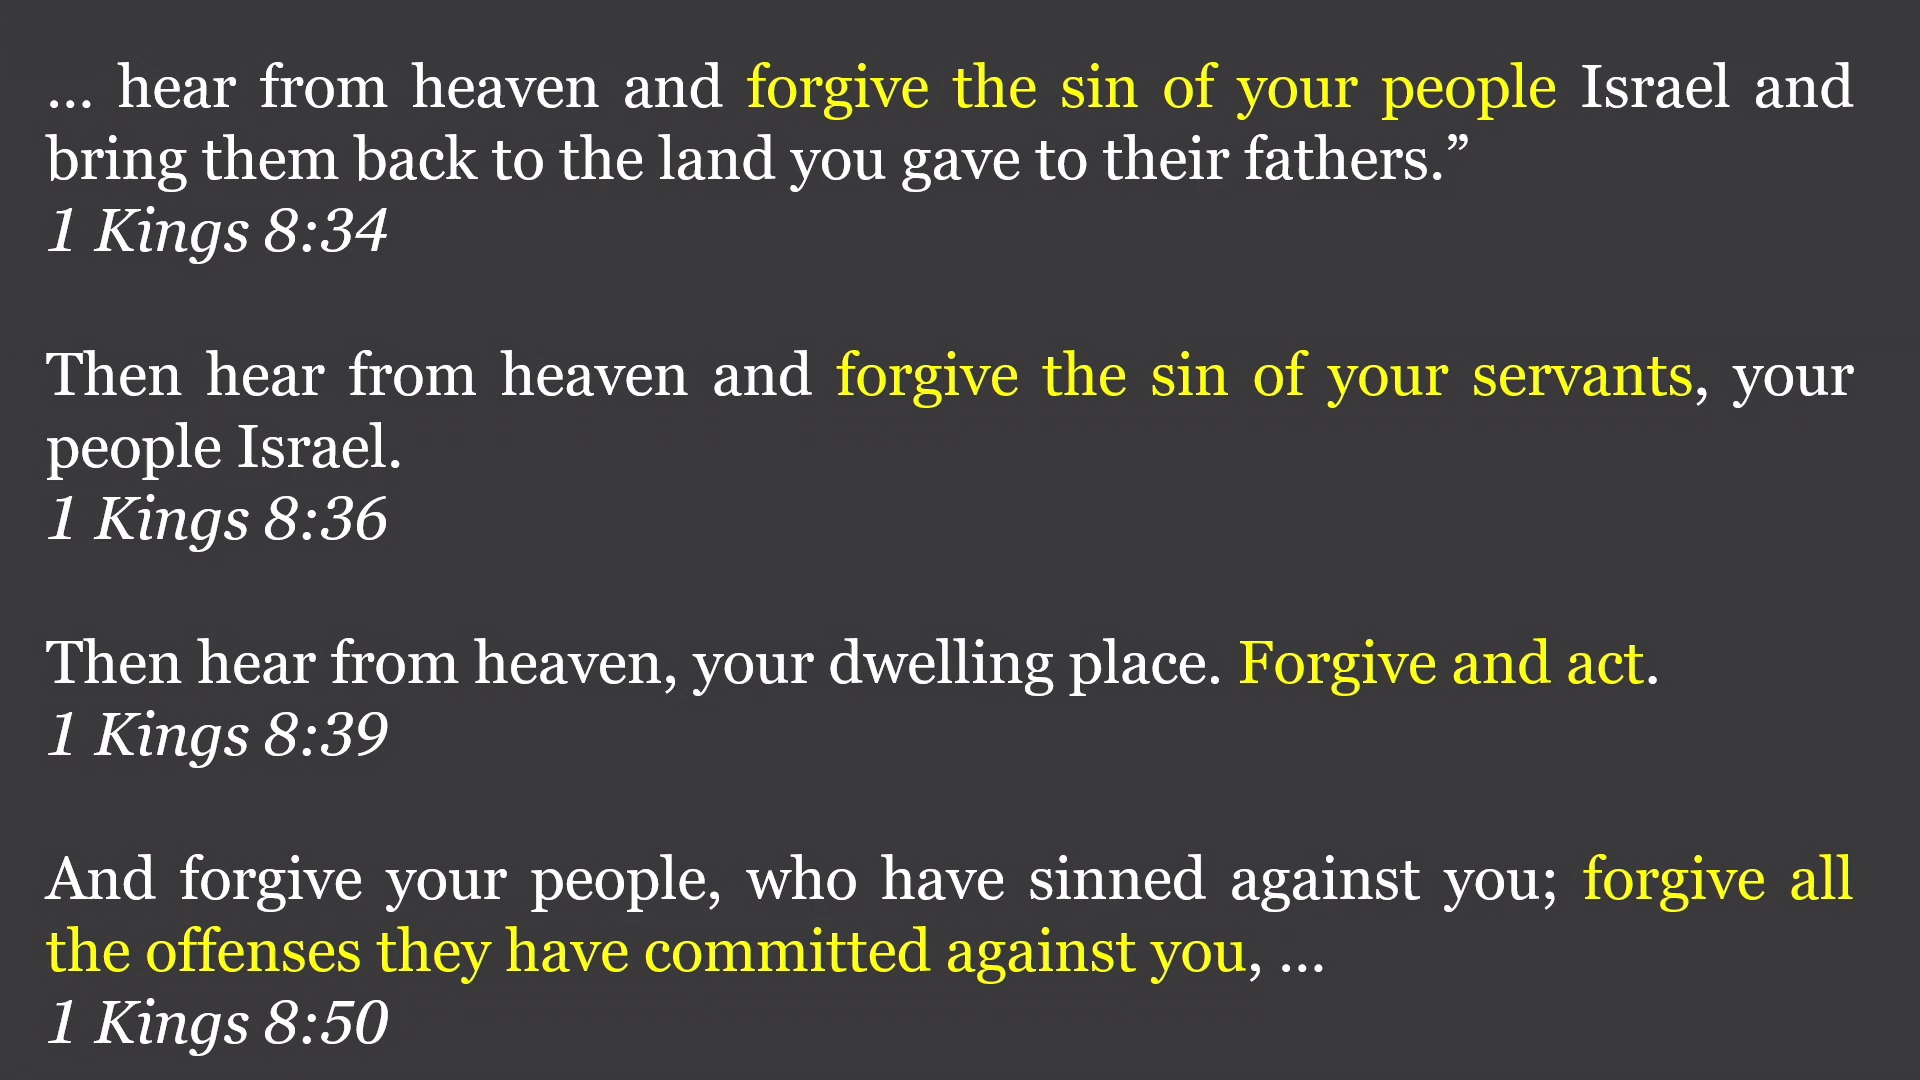 ... hear from heaven and forgive the sin of your people Israel and
bring them back to the land you gave to their fathers.”
1 Kings 8:34
Then hear from heaven and forgive the sin of your servants, your
people Israel.
1 Kings 8:36
Then hear from heaven, your dwelling place. Forgive and act.
1 Kings 8:39
And forgive your people, who have sinned against you; forgive all
the offenses they have committed against you, ...
1 Kings 8:50